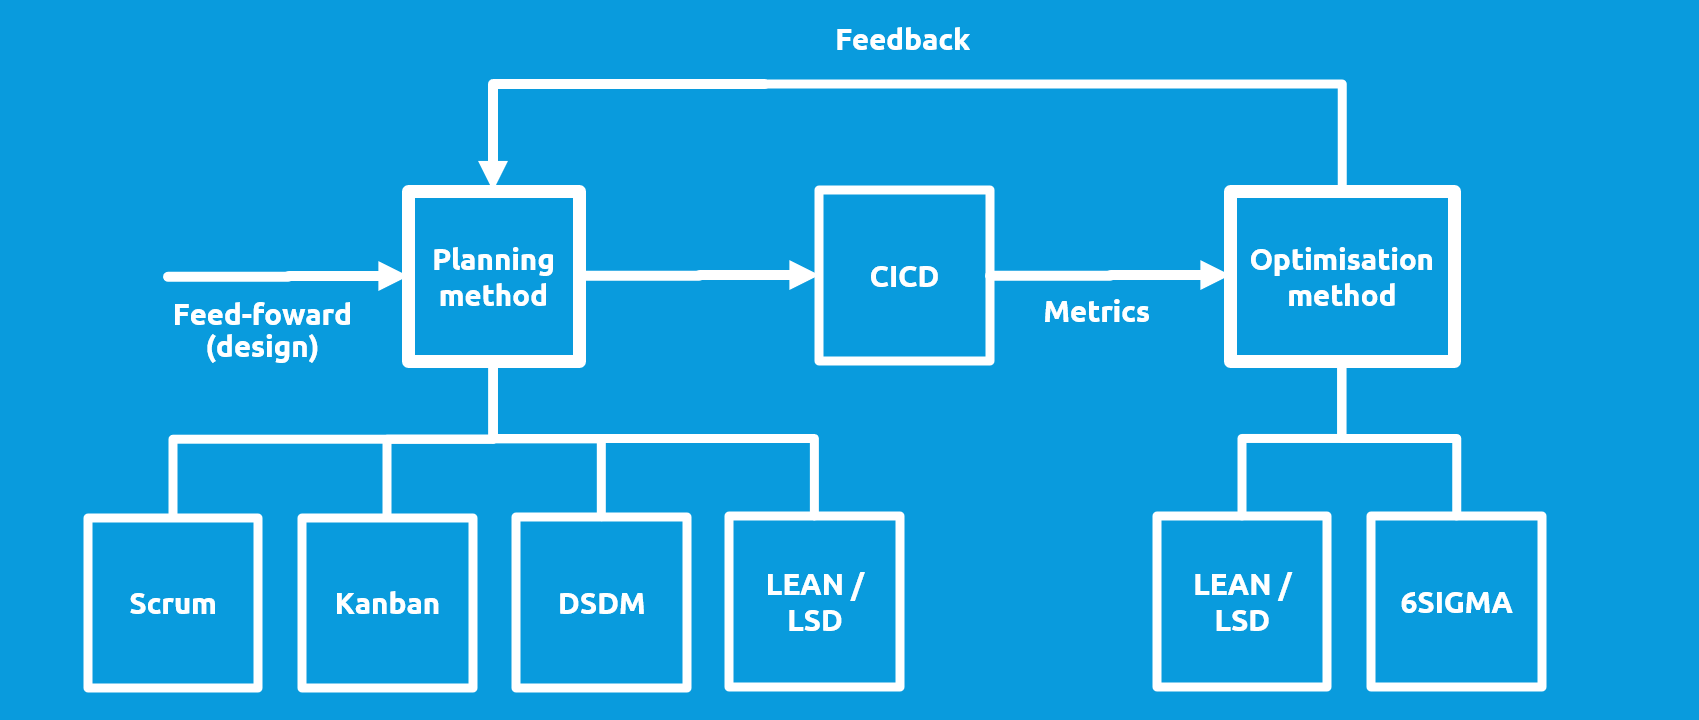 Feedback
Planning
method
CICD
Optimisation
method
Feed-foward
(design)
Metrics
Scrum
Kanban
DSDM
LEAN /
LSD
LEAN /
LSD
6SIGMA